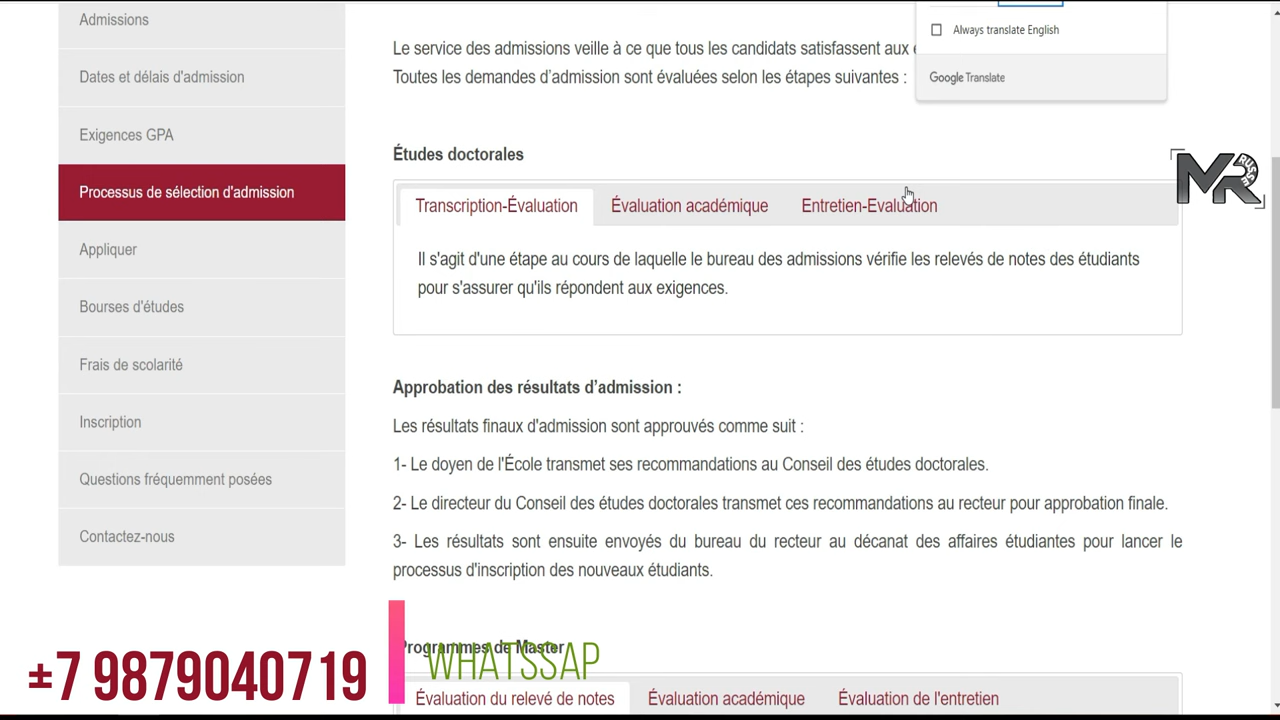 Admissions
Dates et délais d'admission
Exigences GPA
Processus de sélection d'admission
Appliquer
Bourses d'études
Frais de scolarité
Inscription
Questions fréquemment posées
Contactez-nous
Always translate English
Google Translate
Le service des admissions veille à ce que tous les candidats satisfassent aux
Toutes les demandes d’admission sont évaluées selon les étapes suivantes :
Études doctorales
Transcription-Évaluation Évaluation académique Entretien-Evaluation
Il s'agit d'une étape au cours de laquelle le bureau des admissions vérifie les relevés de notes des étudiants
pour s'assurer qu'ils répondent aux exigences.
MR
RUSSIE
Approbation des résultats d’admission :
Les résultats finaux d'admission sont approuvés comme suit :
1- Le doyen de l'École transmet ses recommandations au Conseil des études doctorales.
2- Le directeur du Conseil des études doctorales transmet ces recommandations au recteur pour approbation finale.
3- Les résultats sont ensuite envoyés du bureau du recteur au décanat des affaires étudiantes pour lancer le
processus d'inscription des nouveaux étudiants.
Programmes de Master
Évaluation du relevé de notes Évaluation académique Évaluation de l'entretien
±7 9879040719
WHATSSAP